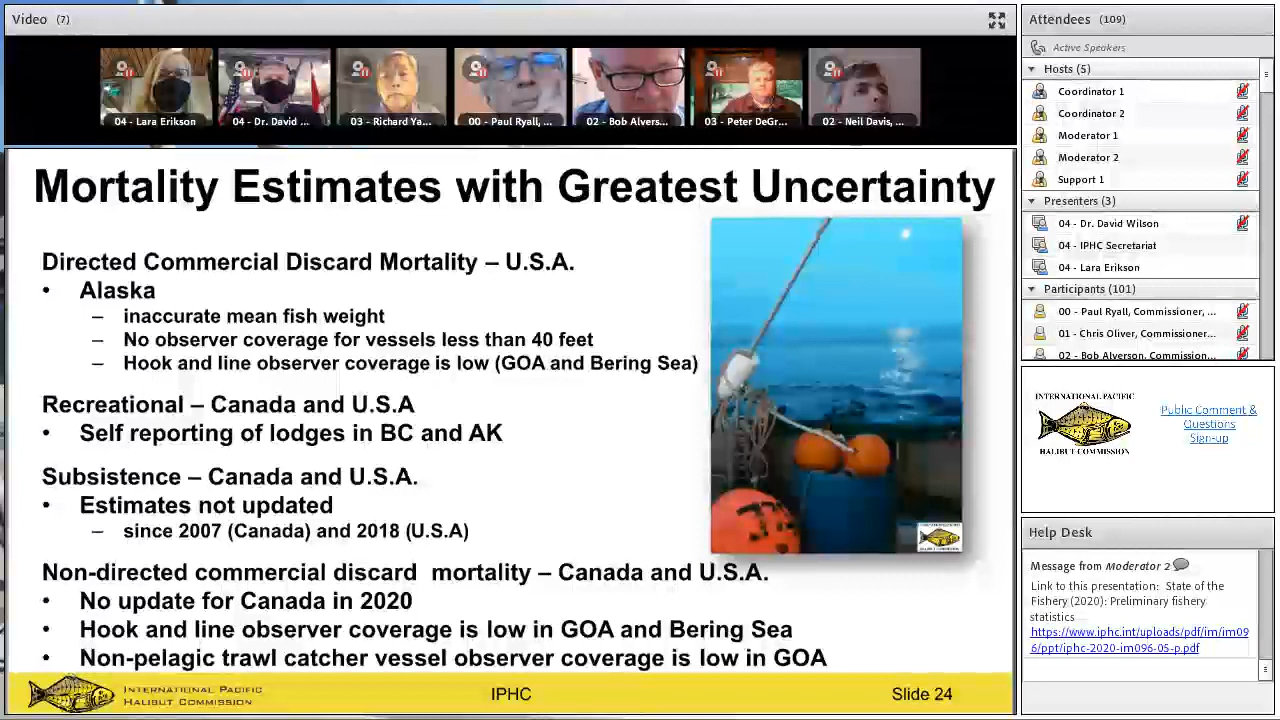 Video (7)
04 - Lara Erikson
04 - Dr. David ...
03 - Richard Ya...
00 - Paul Ryall, ...
02 - Bob Alvers...
03 - Peter DeGr...
02 - Neil Davis, ...
Mortality Estimates with Greatest Uncertainty
Directed Commercial Discard Mortality – U.S.A.
• Alaska
– inaccurate mean fish weight
– No observer coverage for vessels less than 40 feet
– Hook and line observer coverage is low (GOA and Bering Sea)
Recreational – Canada and U.S.A
• Self reporting of lodges in BC and AK
Subsistence – Canada and U.S.A.
• Estimates not updated
– since 2007 (Canada) and 2018 (U.S.A)
Non-directed commercial discard mortality – Canada and U.S.A.
• No update for Canada in 2020
• Hook and line observer coverage is low in GOA and Bering Sea
• Non-pelagic trawl catcher vessel observer coverage is low in GOA
INTERNATIONAL PACIFIC
HALIBUT COMMISSION
IPHC
Slide 24
Attendees (109)
Active Speakers
Hosts (5)
Coordinator 1
Coordinator 2
Moderator 1
Moderator 2
Support 1
Presenters (3)
04 - Dr. David Wilson
04 - IPHC Secretariat
04 - Lara Erikson
Participants (101)
00 - Paul Ryall, Commissioner, ...
01 - Chris Oliver, Commissioner...
02 - Bob Alverson, Commission...
INTERNATIONAL PACIFIC
HALIBUT COMMISSION
Public Comment &
Questions
Sign-up
Help Desk
Message from Moderator 2
Link to this presentation: State of the
Fishery (2020): Preliminary fishery
statistics
https://www.iphc.int/uploads/pdf/im/im09
6/ppt/iphc-2020-im096-05-p.pdf